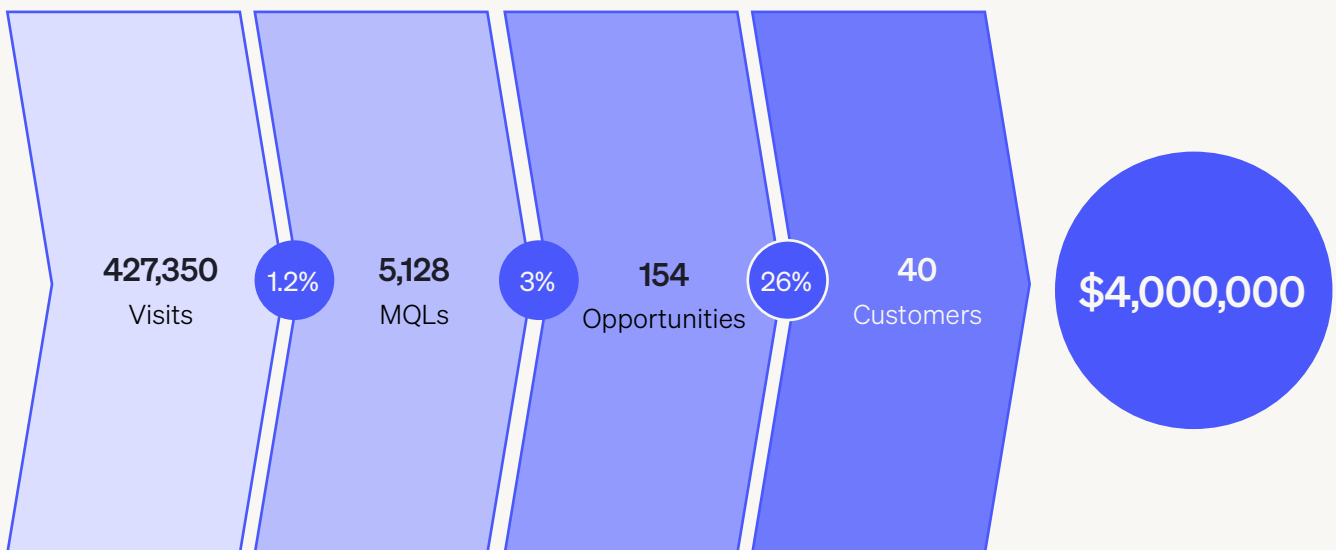 427,350
Visits
1.2%
5,128
MQLs
3%
154
Opportunities
26%
40
Customers
$4,000,000